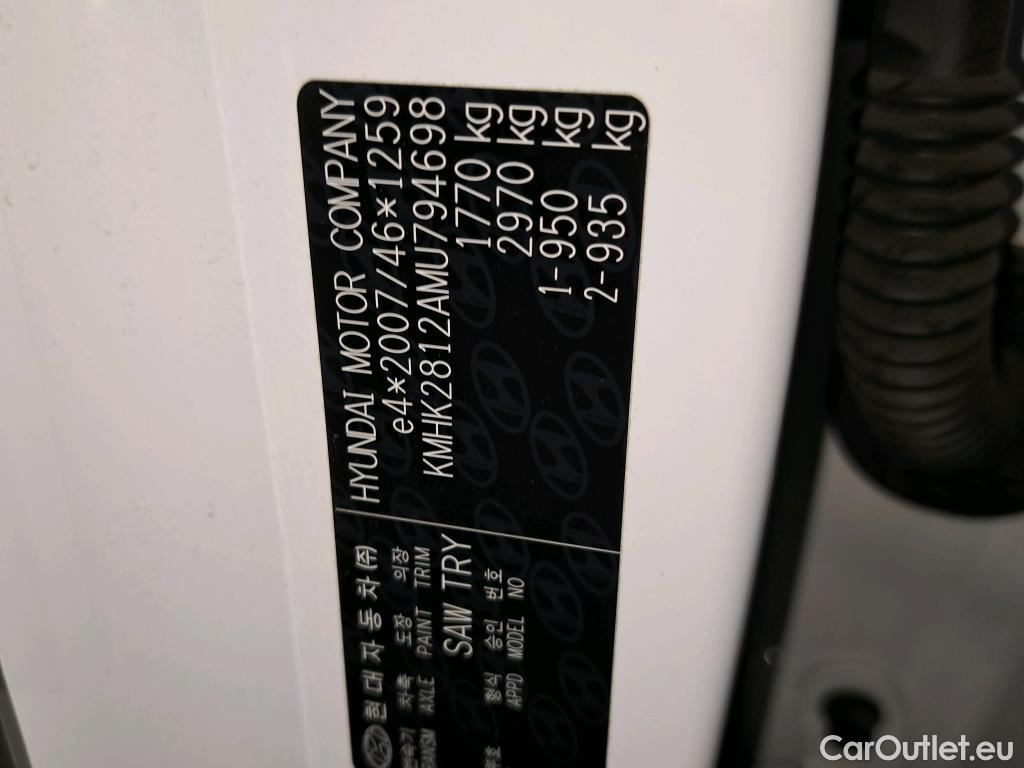 HYUNDAI MOTOR COMPANY
e4*2007/46*1259
KMHK2812AMU794698
1770 kg
2970 kg
1-950 kg
2-935 kg
현대자동차(주)
차축 도장 의장
AXLE PAINT TRIM
SAW TRY
형식 승인 번호
APPD MODEL NO
CarOutlet.eu